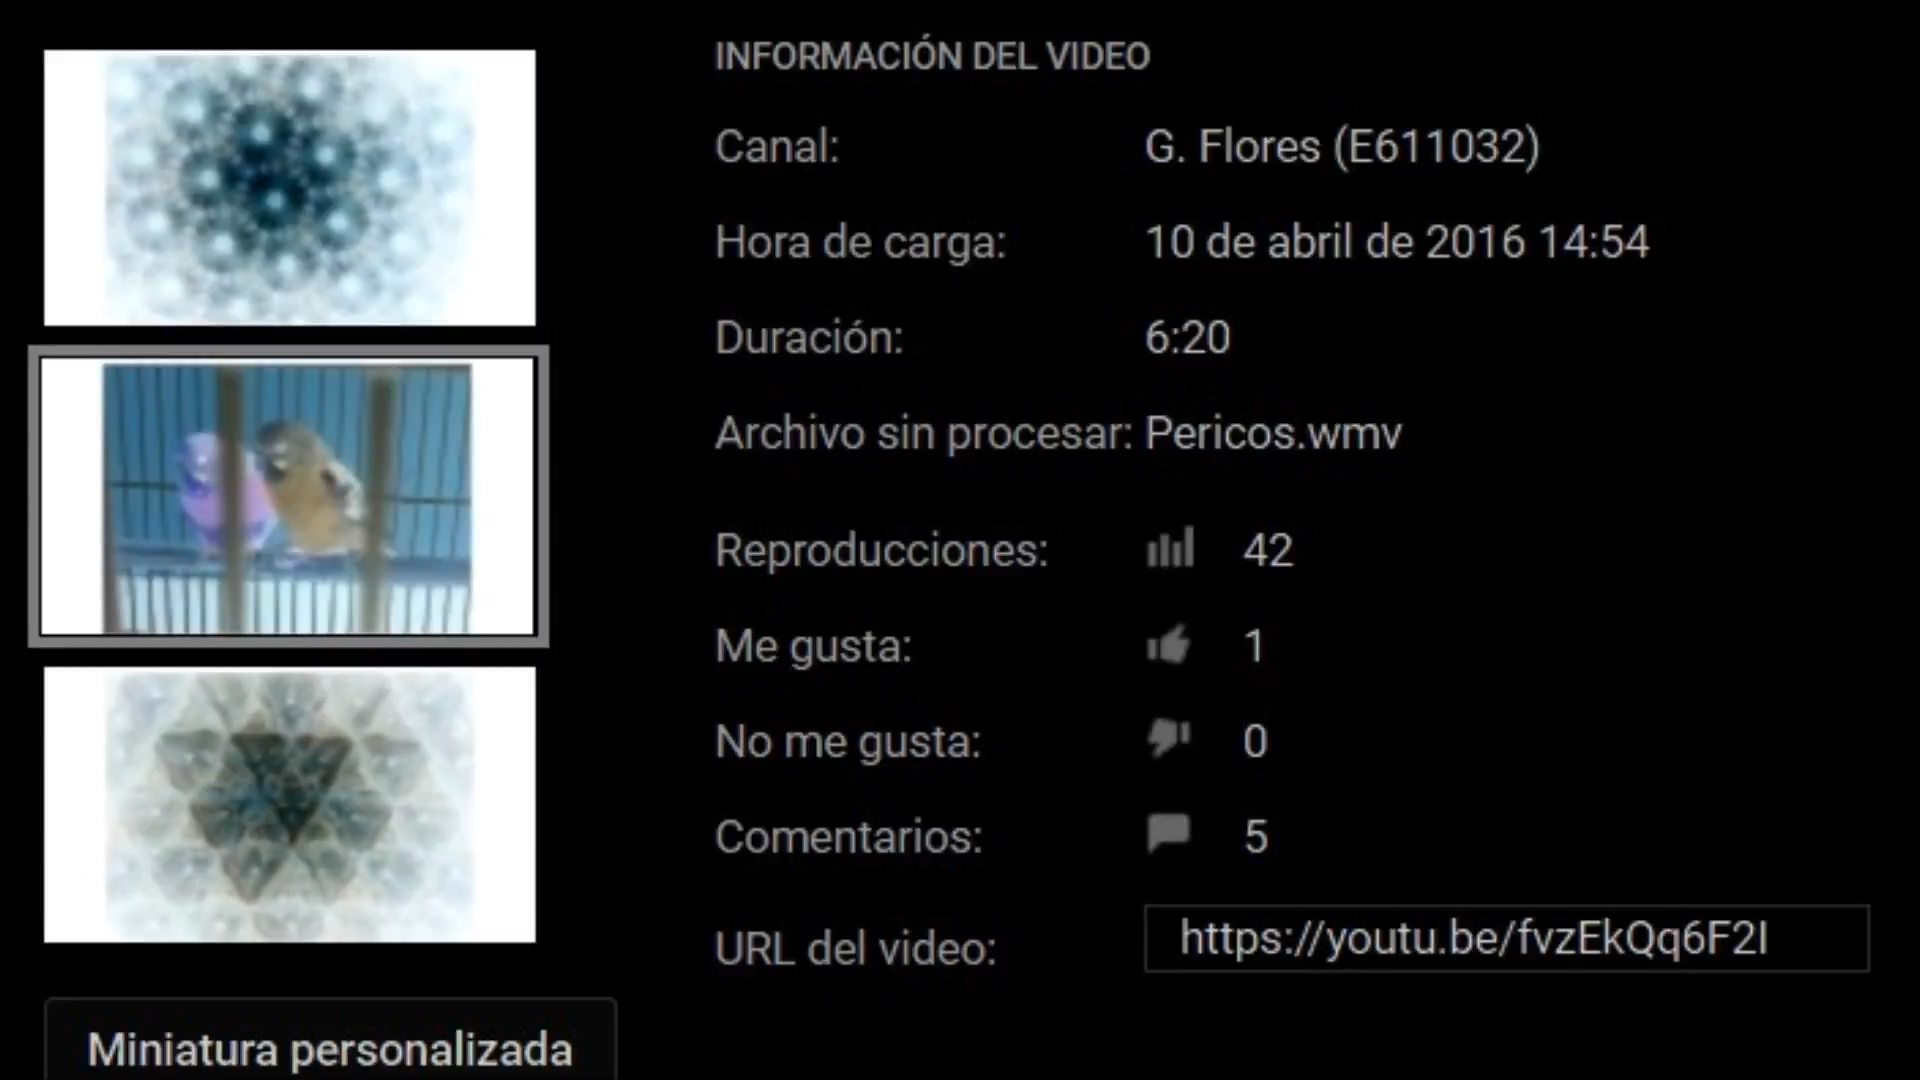 INFORMACIÓN DEL VIDEO
Canal: G. Flores (E611032)
Hora de carga: 10 de abril de 2016 14:54
Duración: 6:20
Archivo sin procesar: Pericos.wmv
Reproducciones: 42
Me gusta: 1
No me gusta: 0
Comentarios: 5
URL del video: https://youtu.be/fvzEkQq6F2I
Miniatura personalizada